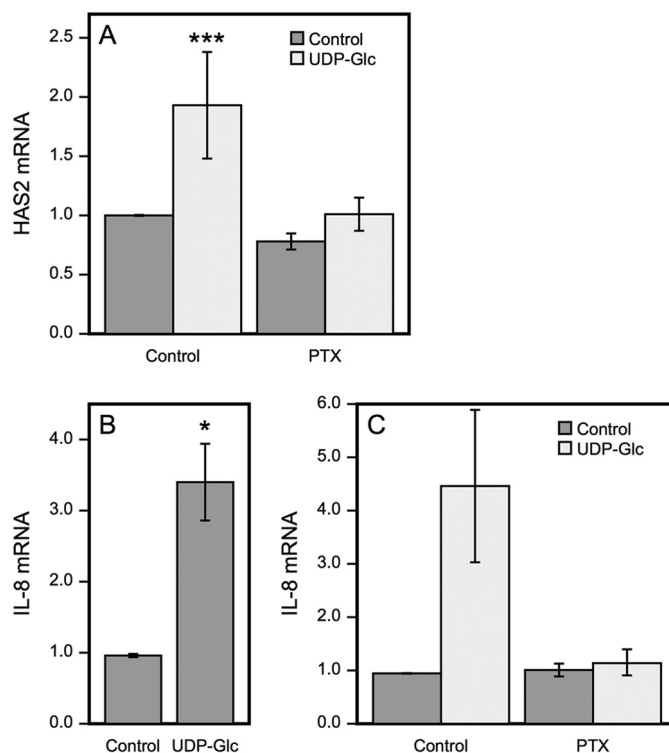 A
***
Control
UDP-Glc
HAS2 mRNA
2.5
2.0
1.5
1.0
0.5
0.0
Control PTX
B
*
IL-8 mRNA
4.0
3.0
2.0
1.0
0.0
Control UDP-Glc
C
Control
UDP-Glc
IL-8 mRNA
6.0
5.0
4.0
3.0
2.0
1.0
0.0
Control PTX